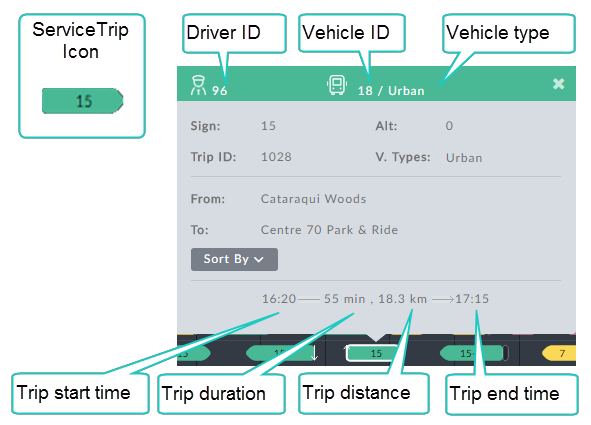 ServiceTrip
Icon
15
Driver ID
Vehicle ID
Vehicle type
96
18 / Urban
Sign: 15 Alt: 0
Trip ID: 1028 V. Types: Urban
From: Cataraqui Woods
To: Centre 70 Park & Ride
Sort By
16:20 55 min , 18.3 km 17:15
15 15 15 15 7
Trip start time
Trip duration
Trip distance
Trip end time